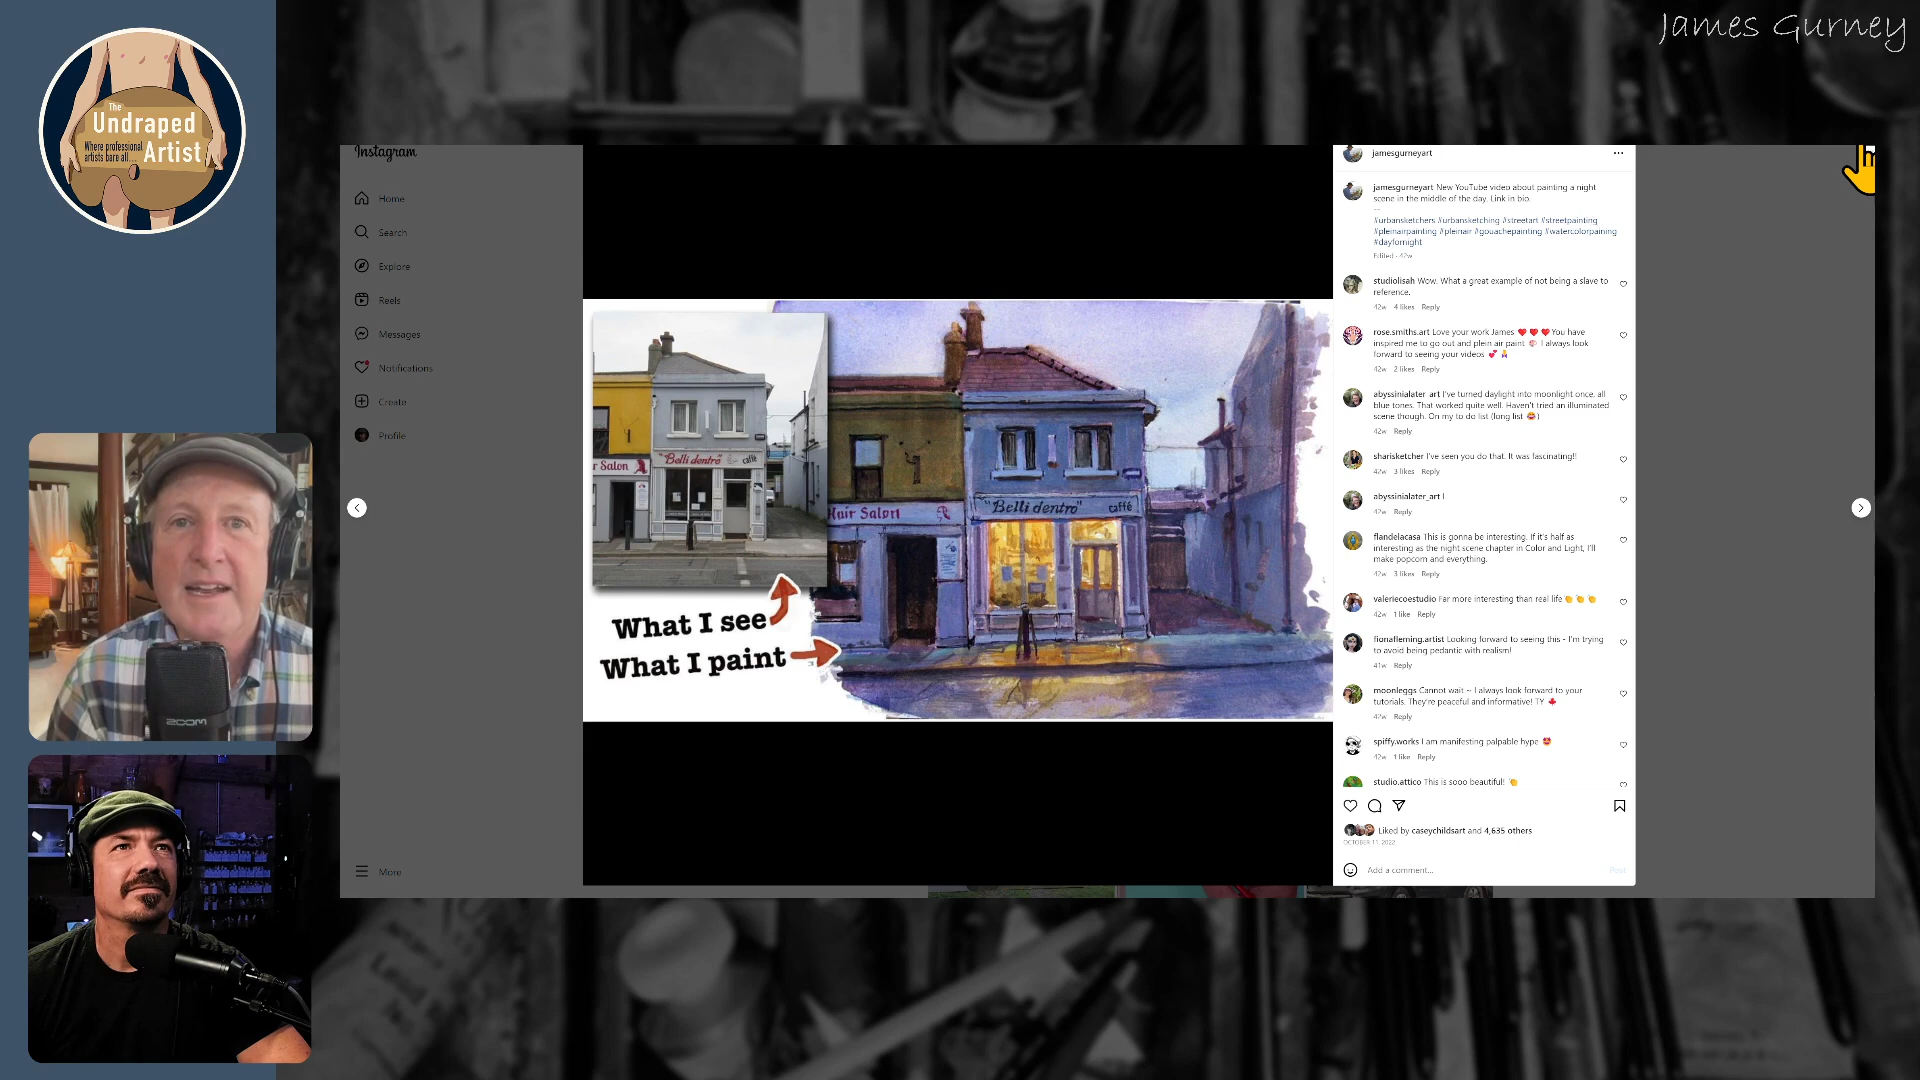 James Gurney
The
Undraped
Where professional
artists bare all....
Artist
Instagram
Home
Search
Explore
Reels
Messages
Notifications
Create
Profile
More
r Salon
"Belli dentro" caffè
Hair Salon
"Belli dentro" caffè
What I see
What I paint
ZOOM
jamesgurneyart
jamesgurneyart New YouTube video about painting a night
scene in the middle of the day. Link in bio.
--
#urbansketchers #urbansketching #streetart #streetpainting
#pleinairpainting #pleinair #gouachepainting #watercolorpaining
#dayfornight
Edited · 42w
studiolisah Wow. What a great example of not being a slave to
reference.
42w 4 likes Reply
rose.smiths.art Love your work James ❤️❤️❤️You have
inspired me to go out and plein air paint. I always look
forward to seeing your videos 💕
42w 2 likes Reply
abyssinialater_art I've turned daylight into moonlight once, all
blue tones. That worked quite well. Haven't tried an illuminated
scene though. On my to do list (long list 😂)
42w Reply
sharisketcher I've seen you do that. It was fascinating!!
42w 3 likes Reply
abyssinialater_art !
42w Reply
flandelacasa This is gonna be interesting. If it's half as
interesting as the night scene chapter in Color and Light, I'll
make popcorn and everything.
42w 3 likes Reply
valeriecoestudio Far more interesting than real life👏👏👏
42w 1 like Reply
fionafleming.artist Looking forward to seeing this - I'm trying
to avoid being pedantic with realism!
41w Reply
moonleggs Cannot wait ~ I always look forward to your
tutorials. They're peaceful and informative! TY 🍁
42w Reply
spiffy.works I am manifesting palpable hype 🤩
42w 1 like Reply
studio.attico This is sooo beautiful! 👏
Liked by caseychildsart and 4,635 others
OCTOBER 11, 2022
Add a comment...
Post